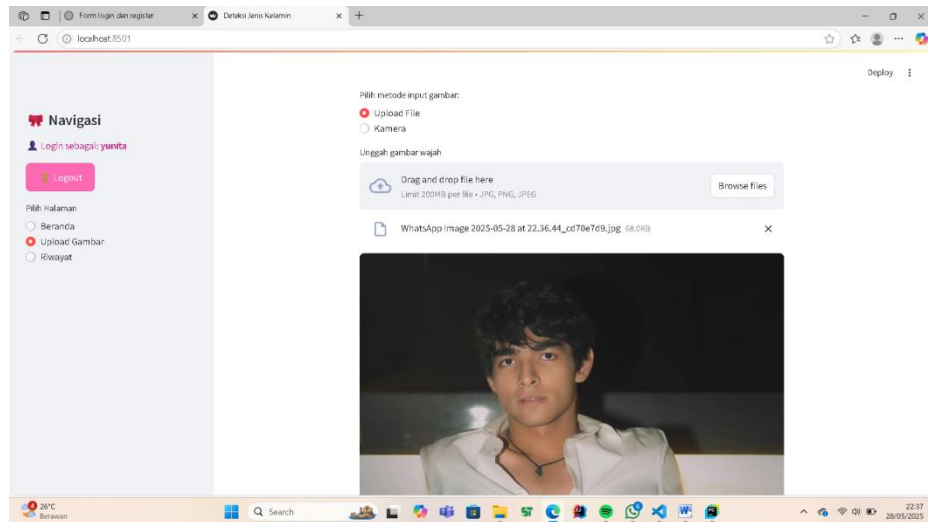 Form login dan register
Deteksi Jenis Kelamin
localhost:8501
Deploy
Navigasi
Login sebagai: yunita
Logout
Pilih Halaman
Beranda
Upload Gambar
Riwayat
Pilih metode input gambar:
Upload File
Kamera
Unggah gambar wajah
Drag and drop file here
Limit 200MB per file • JPG, PNG, JPEG
Browse files
WhatsApp Image 2025-05-28 at 22.36.44_cd70e7d9.jpg 68.0KB
26°C
Berawan
Search
22:37
28/05/2025